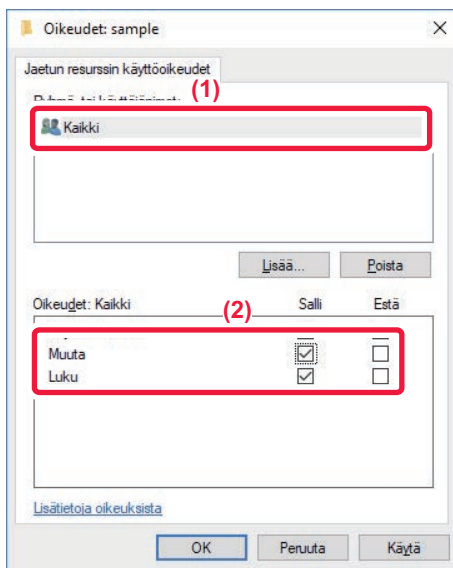 Oikeudet: sample
Jaetun resurssin käyttöoikeudet
(1)
Kaikki
Lisää...
Poista
Oikeudet: Kaikki
(2)
Salli
Estä
Muuta
Luku
Lisätietoja oikeuksista
OK
Peruuta
Käytä